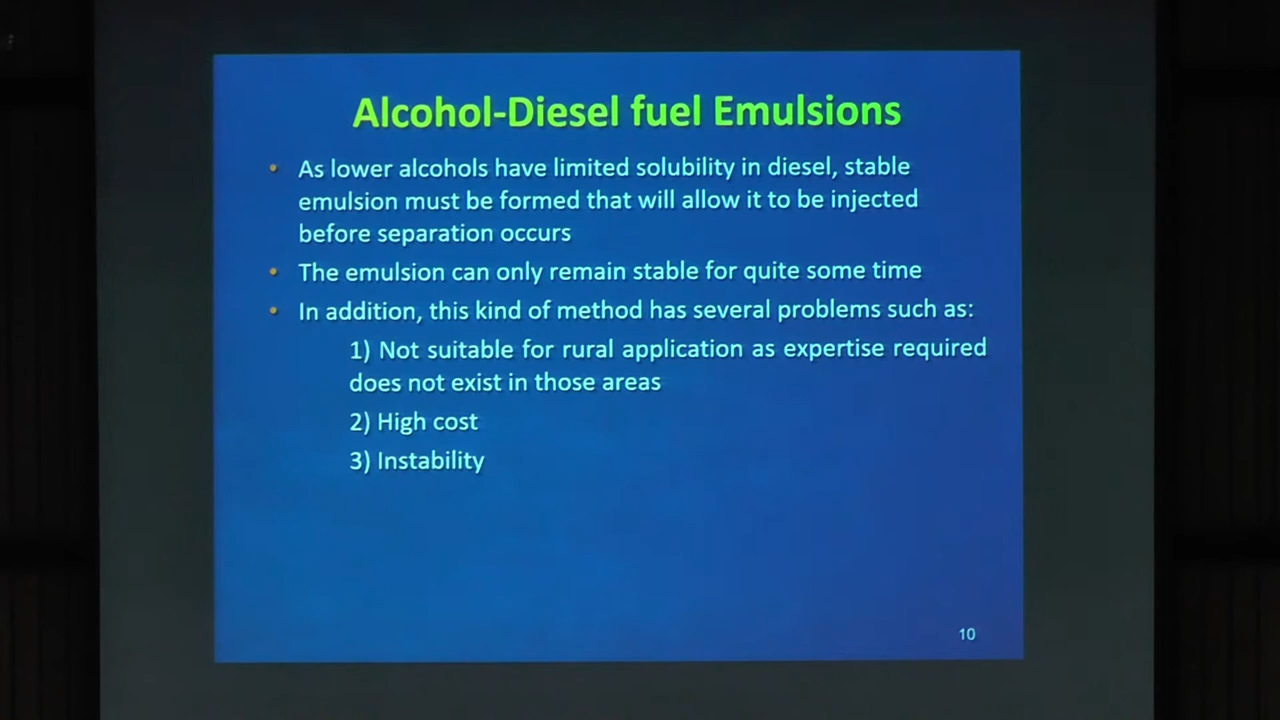 Alcohol-Diesel fuel Emulsions
• As lower alcohols have limited solubility in diesel, stable
emulsion must be formed that will allow it to be injected
before separation occurs
• The emulsion can only remain stable for quite some time
• In addition, this kind of method has several problems such as:
1) Not suitable for rural application as expertise required
does not exist in those areas
2) High cost
3) Instability
10